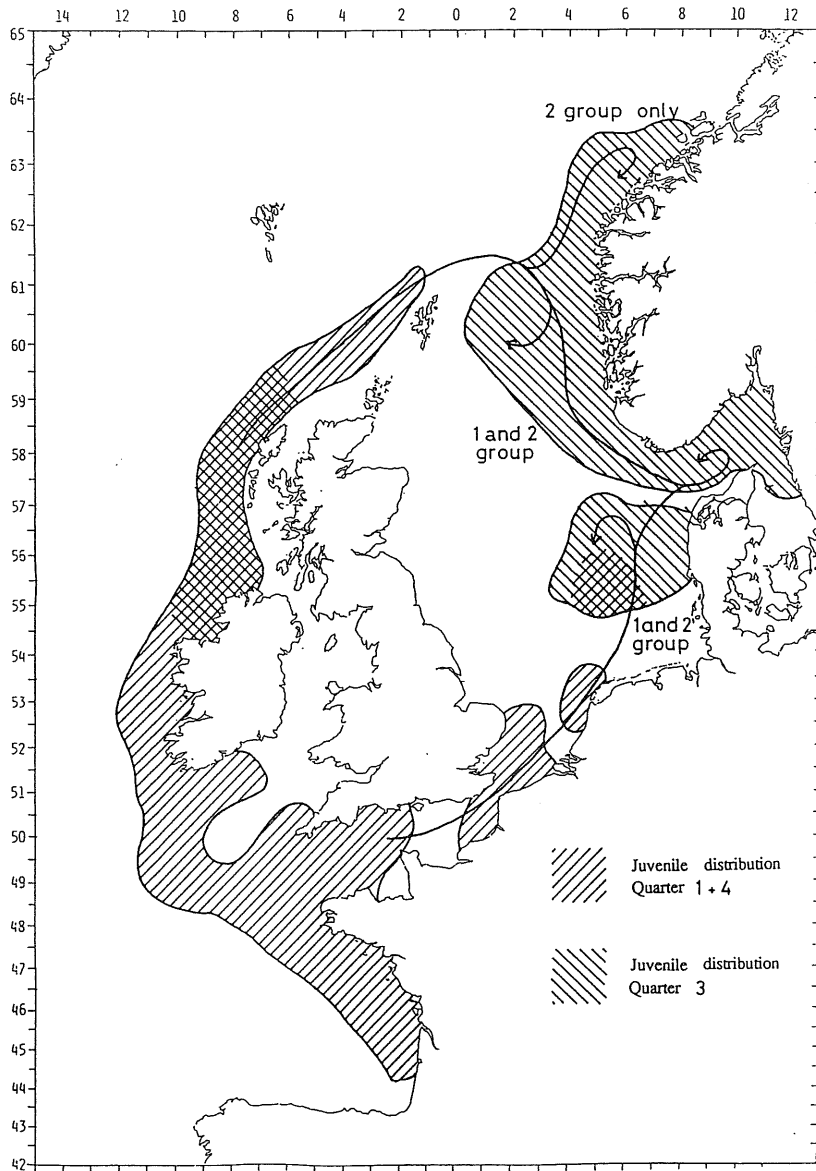 14 12 10 8 6 4 2 0 2 4 6 8 10 12
65
64
2 group only
63
62
61
60
59
1 and 2
group
58
57
56
55
1 and 2
group
54
53
52
51
50
Juvenile distribution
Quarter 1 + 4
49
48
47
Juvenile distribution
Quarter 3
46
45
44
43
42